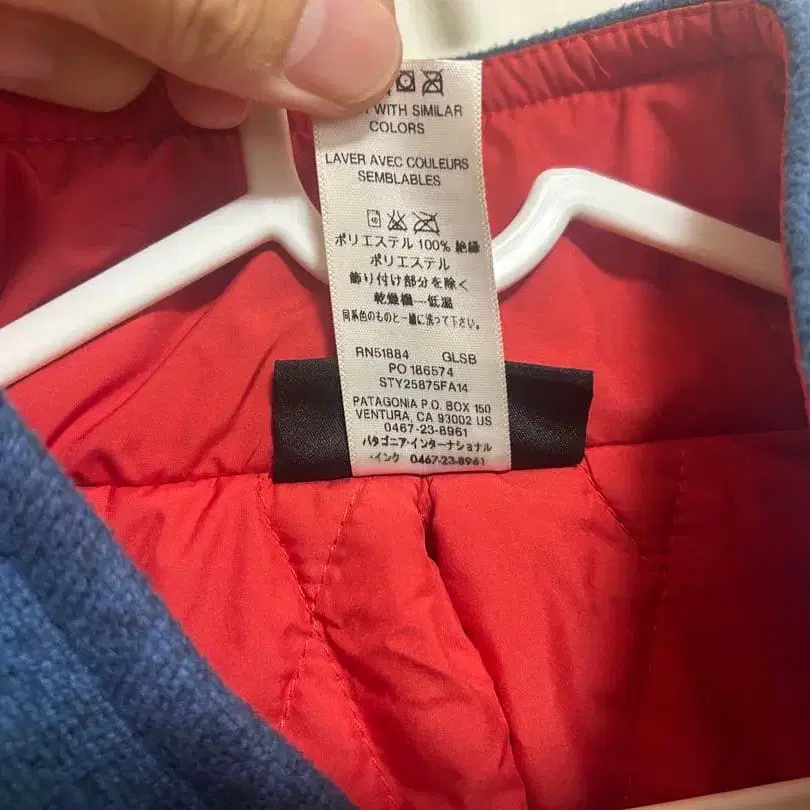 WITH SIMILAR
COLORS
LAVER AVEC COULEURS
SEMBLABLES
40
ポリエステル 100% 絶縁
ポリエステル
飾り付け部分を除く
乾燥機―低温
同系色のものと一緒に洗って下さい。
RN51884 GLSB
PO 186574
STY25875FA14
PATAGONIA P.O. BOX 150
VENTURA, CA 93002 US
0467-23-8961
パタゴニア・インターナショナル
・インク 0467-23-8961